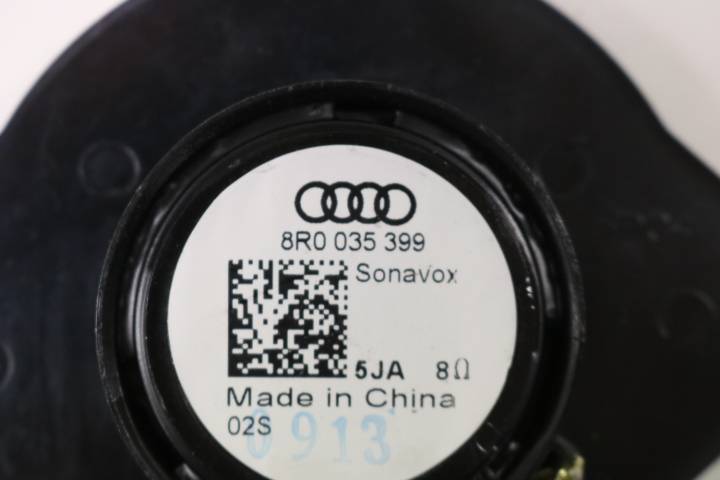 8R0 035 399
Sonavox
5JA 8Ω
Made in China
02S
0913